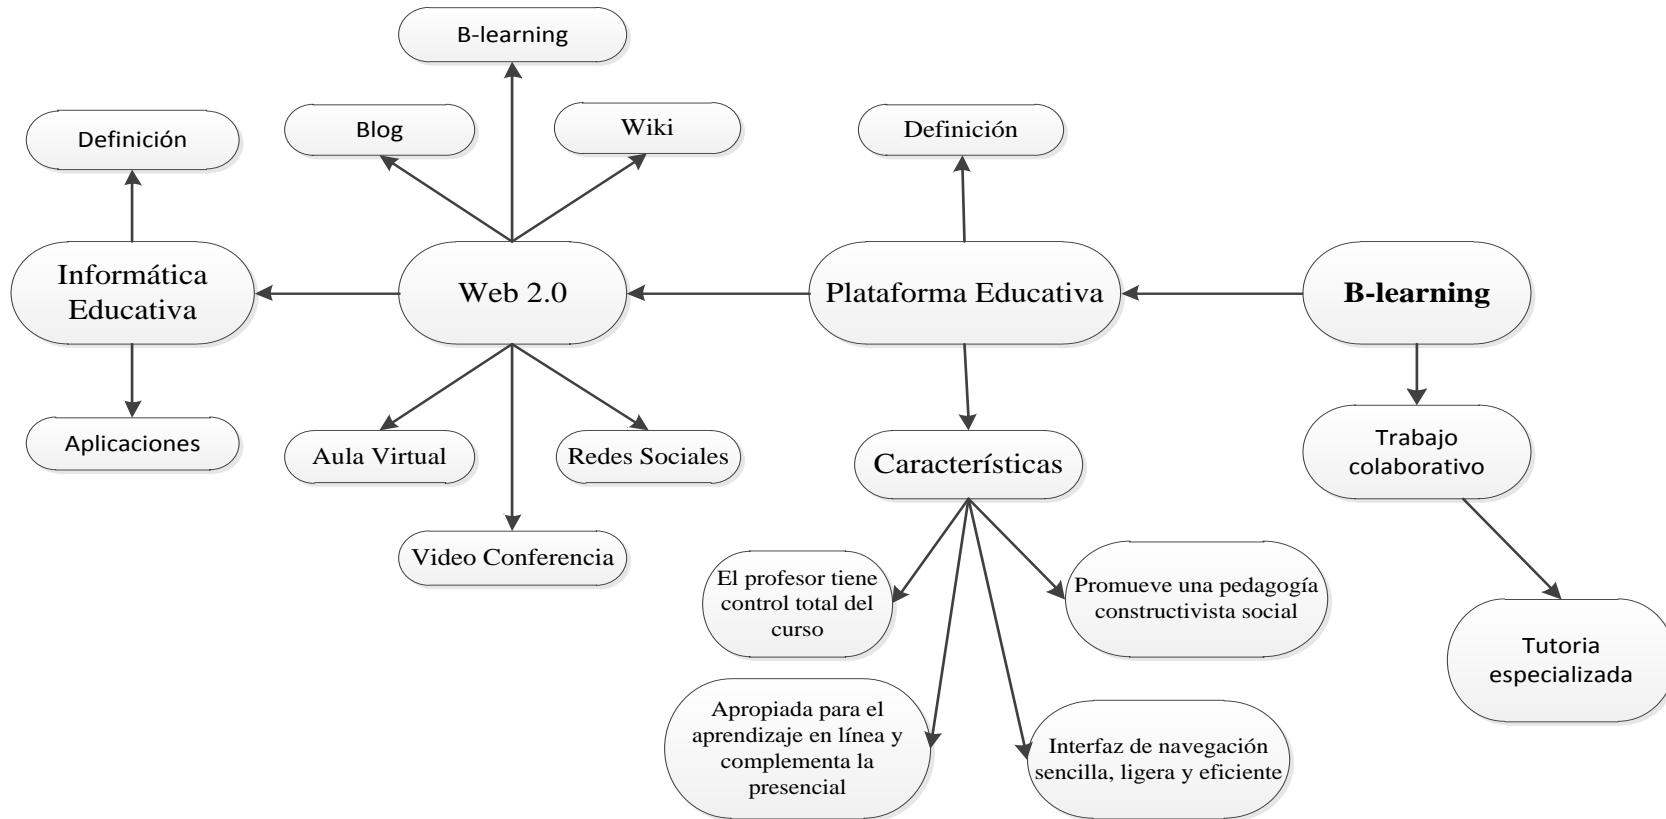 B-learning
Definición
Blog
Wiki
Definición
Informática
Educativa
Web 2.0
Plataforma Educativa
B-learning
Aplicaciones
Aula Virtual
Redes Sociales
Características
Trabajo
colaborativo
Video Conferencia
El profesor tiene
control total del
curso
Promueve una pedagogía
constructivista social
Tutoria
especializada
Apropiada para el
aprendizaje en línea y
complementa la
presencial
Interfaz de navegación
sencilla, ligera y eficiente